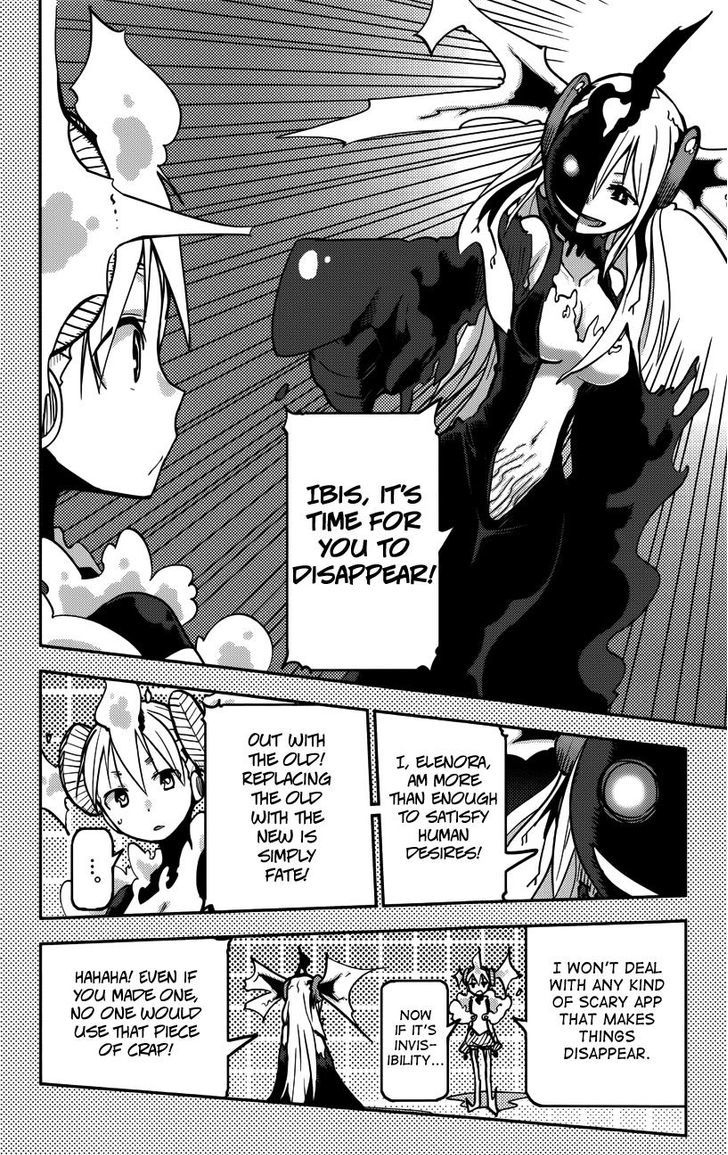 IBIS, IT'S
TIME FOR
YOU TO
DISAPPEAR!
I, ELENORA,
AM MORE
THAN ENOUGH
TO SATISFY
HUMAN
DESIRES!
OUT WITH
THE OLD!
REPLACING
THE OLD
WITH THE
NEW IS
SIMPLY
FATE!
...
I WON'T DEAL
WITH ANY KIND
OF SCARY APP
THAT MAKES
THINGS
DISAPPEAR.
NOW
IF IT'S
INVIS-
IBILITY...
HAHAHA! EVEN IF
YOU MADE ONE,
NO ONE WOULD
USE THAT PIECE
OF CRAP!